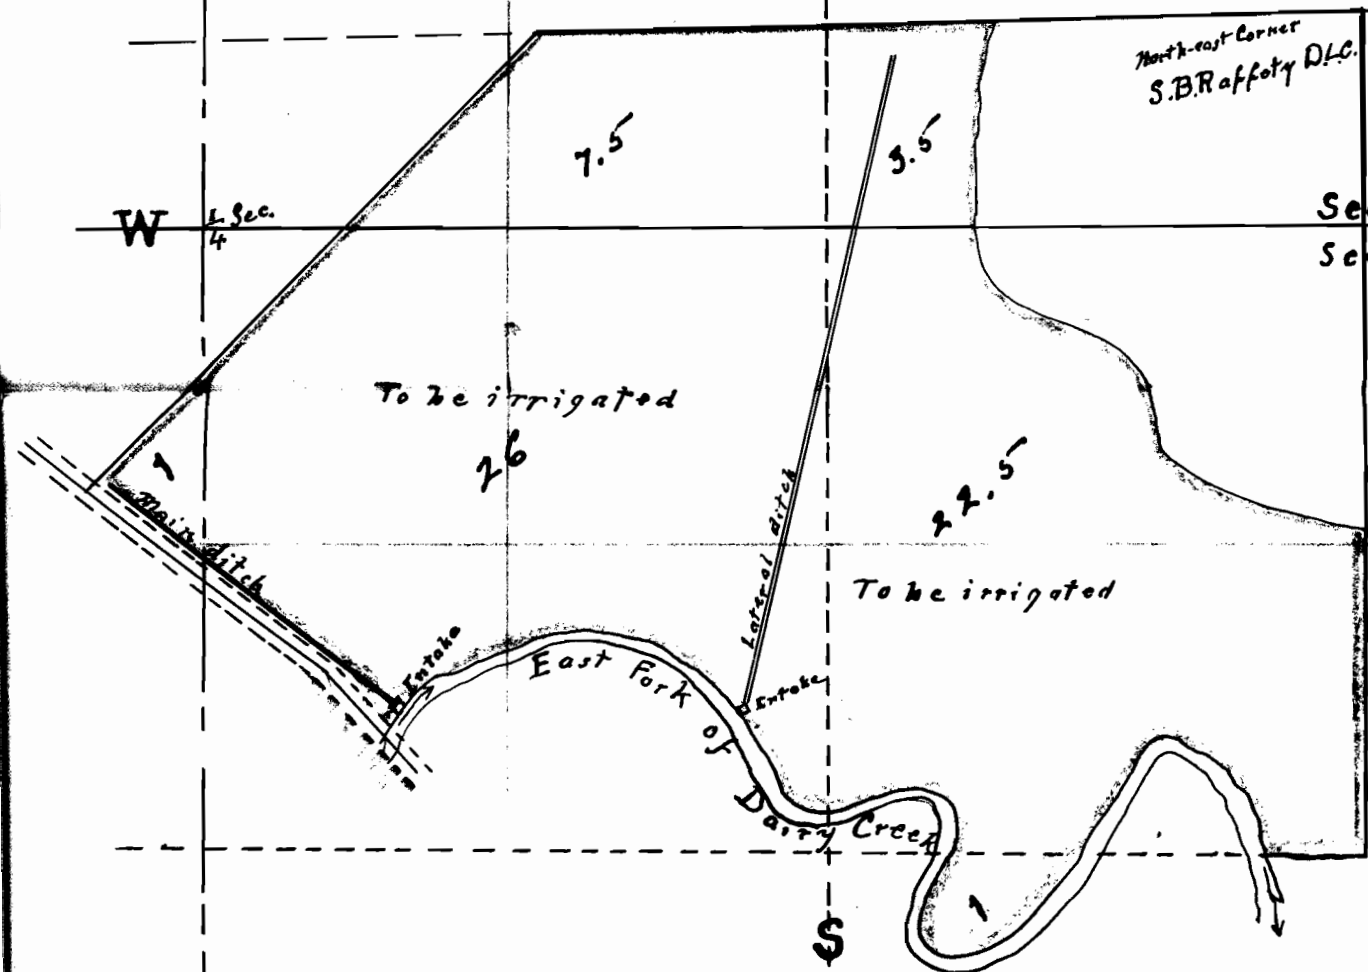 North-east Corner
S.B.Raffoty D.L.C.
7.5
3.5
W
1/4 Sec.
Se
Se
To be irrigated
26
1
22.5
Main ditch
Lateral ditch
To be irrigated
Intake
Intake
East Fork of Dairy Creek
1
S